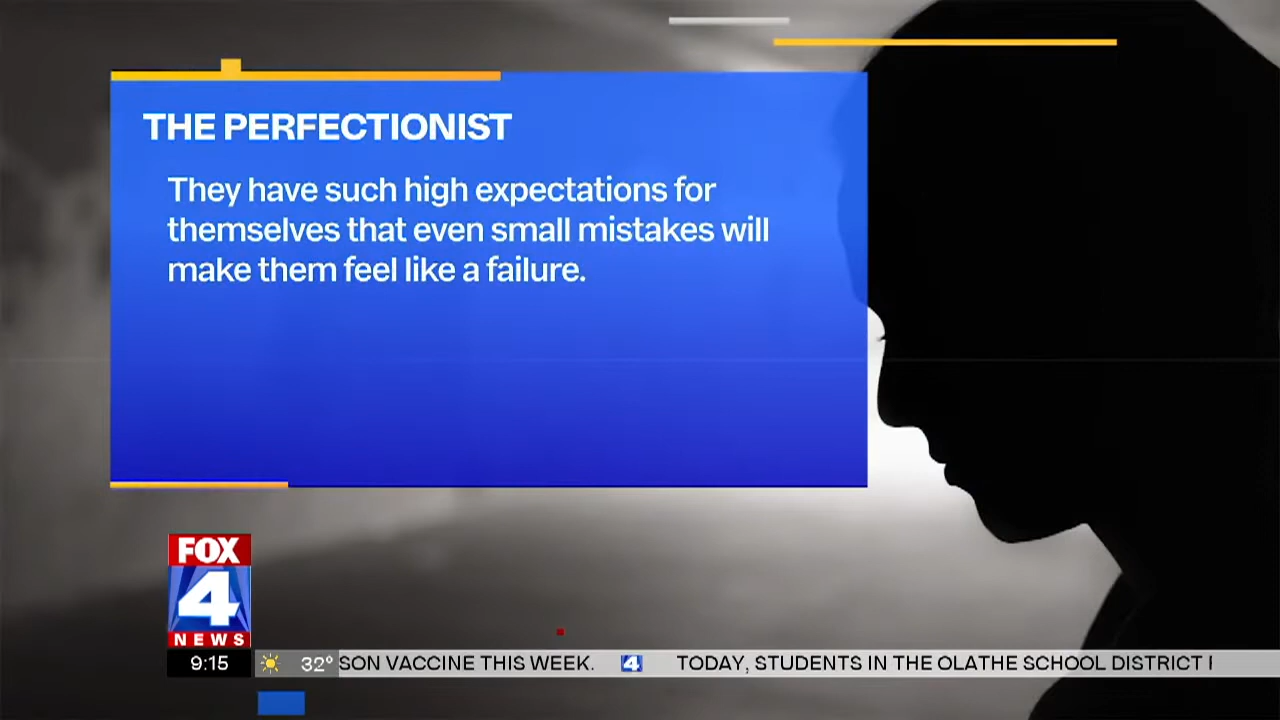 THE PERFECTIONIST
They have such high expectations for
themselves that even small mistakes will
make them feel like a failure.
FOX
4
NEWS
9:15
32° SON VACCINE THIS WEEK. 4 TODAY, STUDENTS IN THE OLATHE SCHOOL DISTRICT